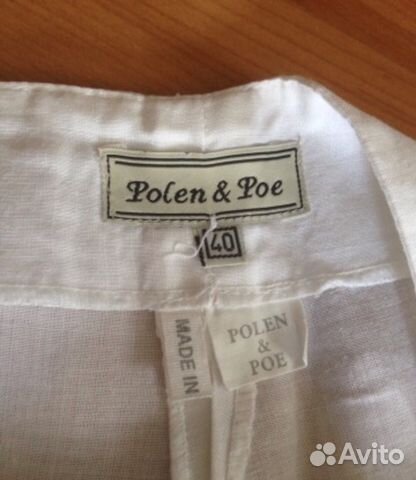 Polen & Poe
40
MADE IN
POLEN
&
POE
Avito